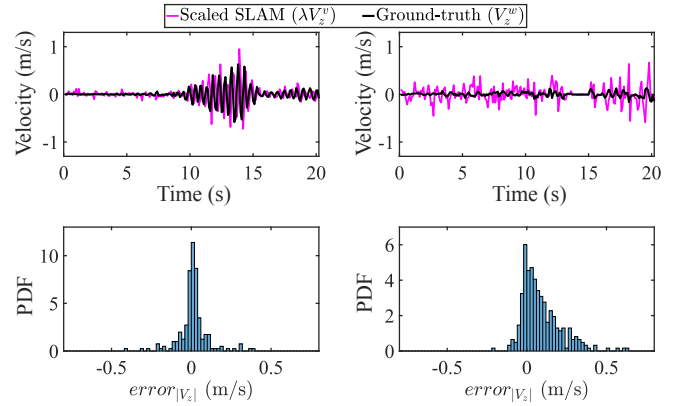 Scaled SLAM (λV_z^v) Ground-truth (V_z^w)
Velocity (m/s)
1
0
-1
0 5 10 15 20
Time (s)
Velocity (m/s)
1
0
-1
0 5 10 15 20
Time (s)
PDF
10
5
0
-0.5 0 0.5
error_|V_z| (m/s)
PDF
6
4
2
0
-0.5 0 0.5
error_|V_z| (m/s)